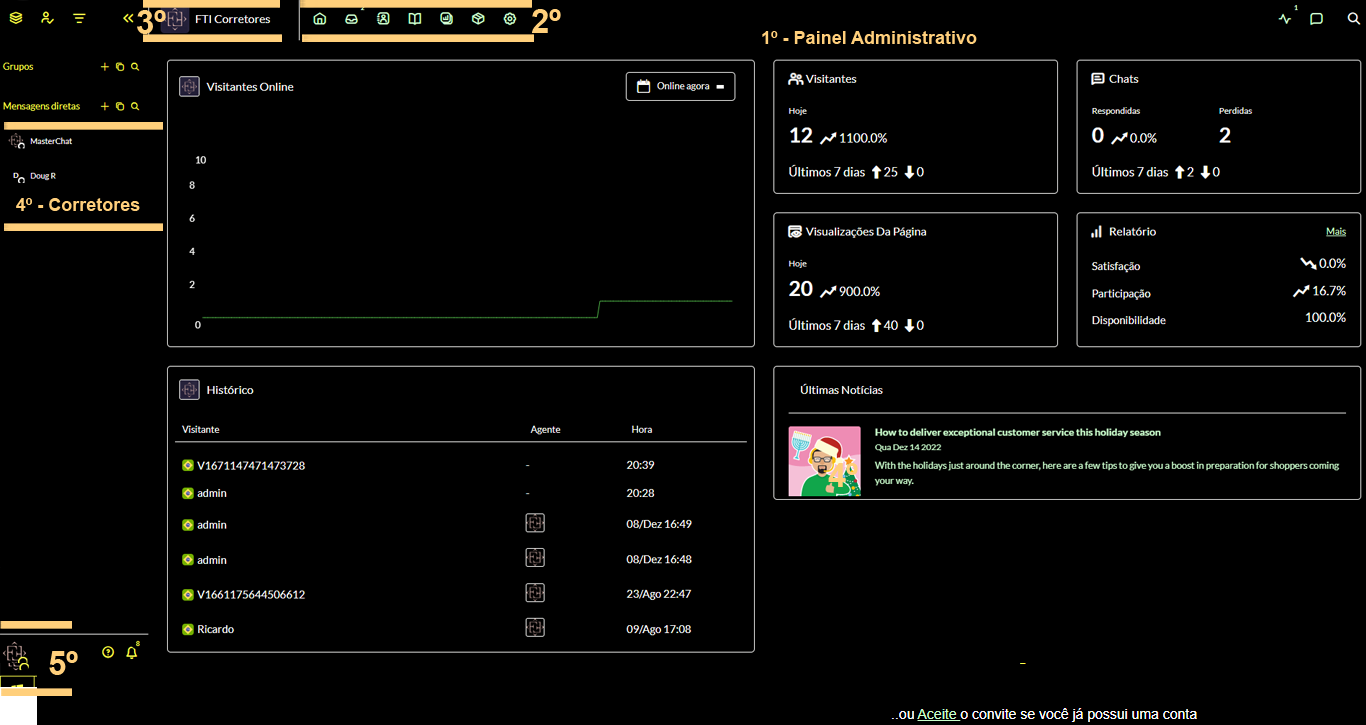 3º
FTI Corretores
1
2º
1
1º - Painel Administrativo
Grupos
Mensagens diretas
MasterChat
D
Doug R
4º - Corretores
Visitantes Online
Online agora
10
8
6
4
2
0
Visitantes
Hoje
12 1100.0%
Últimos 7 dias 25 0
Chats
Respondidas Perdidas
0 0.0% 2
Últimos 7 dias 2 0
Visualizações Da Página
Hoje
20 900.0%
Últimos 7 dias 40 0
Relatório Mais
Satisfação 0.0%
Participação 16.7%
Disponibilidade 100.0%
Histórico
Visitante Agente Hora
V1671147471473728 - 20:39
admin - 20:28
admin 08/Dez 16:49
admin 08/Dez 16:48
V1661175644506612 23/Ago 22:47
Ricardo 09/Ago 17:08
Últimas Notícias
How to deliver exceptional customer service this holiday season
Qua Dez 14 2022
With the holidays just around the corner, here are a few tips to give you a boost in preparation for shoppers coming
your way.
5º
8
..ou Aceite o convite se você já possui uma conta